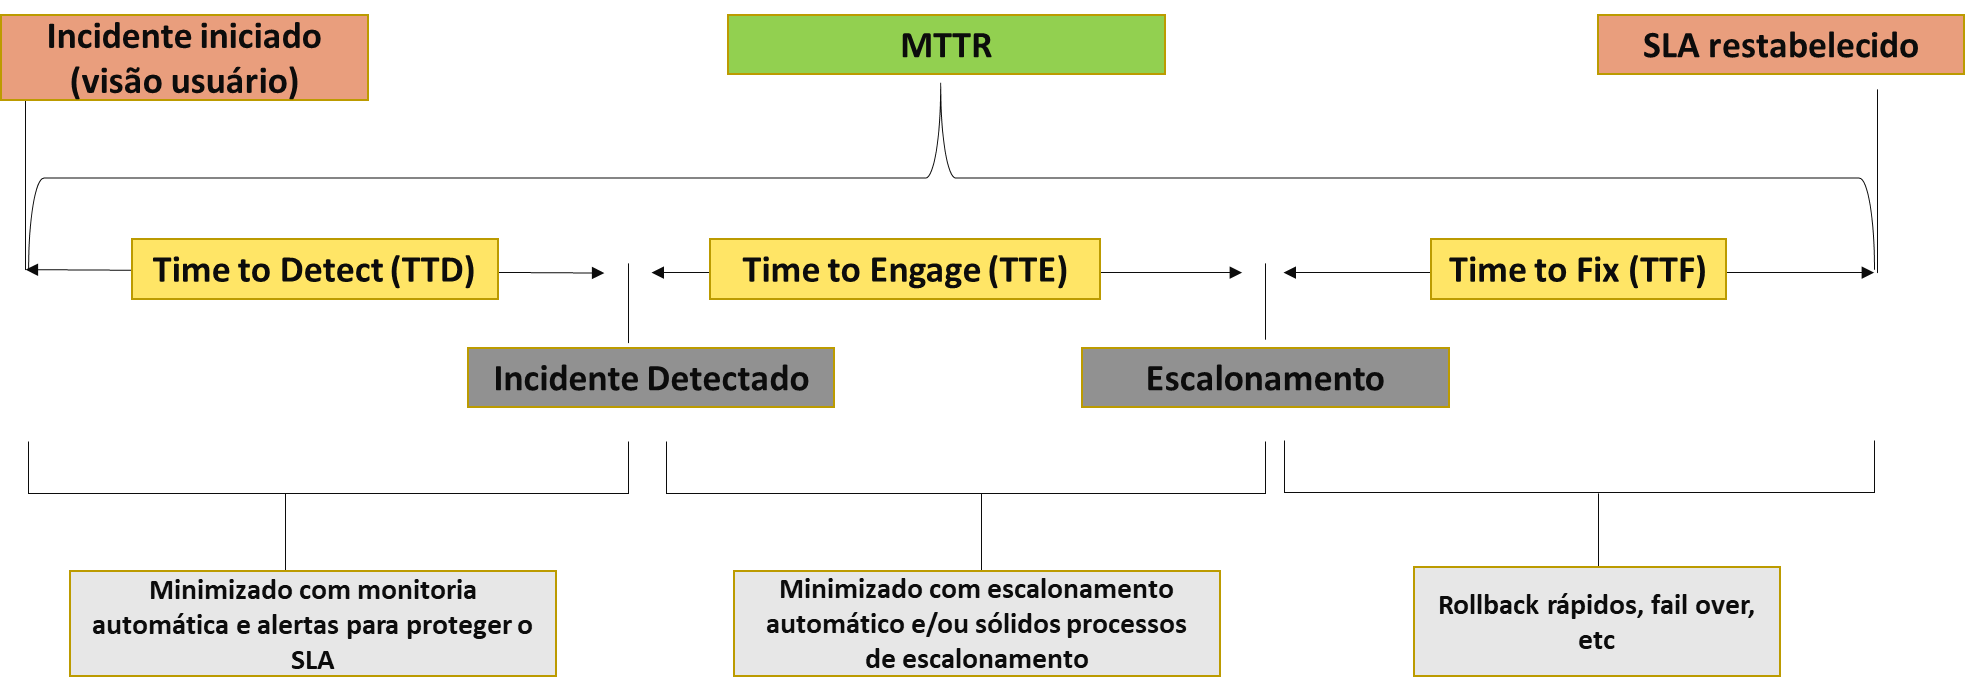 Incidente iniciado
(visão usuário)
MTTR
SLA restabelecido
Time to Detect (TTD)
Time to Engage (TTE)
Time to Fix (TTF)
Incidente Detectado
Escalonamento
Minimizado com monitoria
automática e alertas para proteger o
SLA
Minimizado com escalonamento
automático e/ou sólidos processos
de escalonamento
Rollback rápidos, fail over,
etc